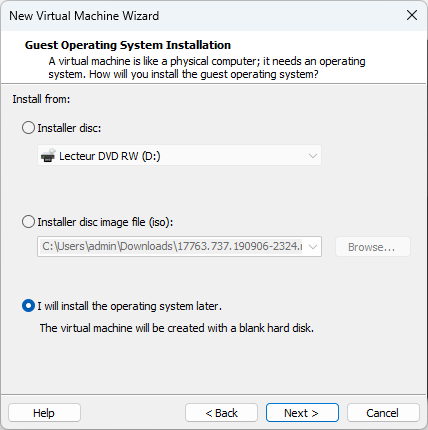 New Virtual Machine Wizard
Guest Operating System Installation
A virtual machine is like a physical computer; it needs an operating
system. How will you install the guest operating system?
Install from:
Installer disc:
Lecteur DVD RW (D:)
Installer disc image file (iso):
C:\Users\admin\Downloads\17763.737.190906-2324.r
Browse...
I will install the operating system later.
The virtual machine will be created with a blank hard disk.
Help
< Back
Next >
Cancel